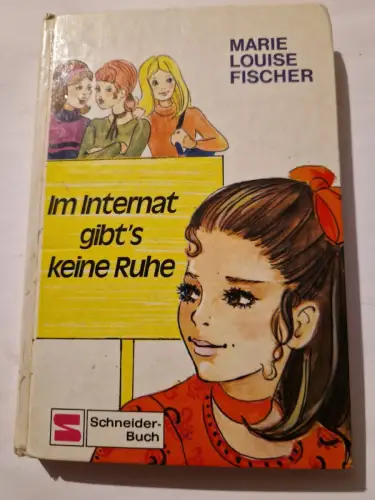 MARIE
LOUISE
FISCHER
Im Internat
gibt's
keine Ruhe
S
Schneider-
Buch